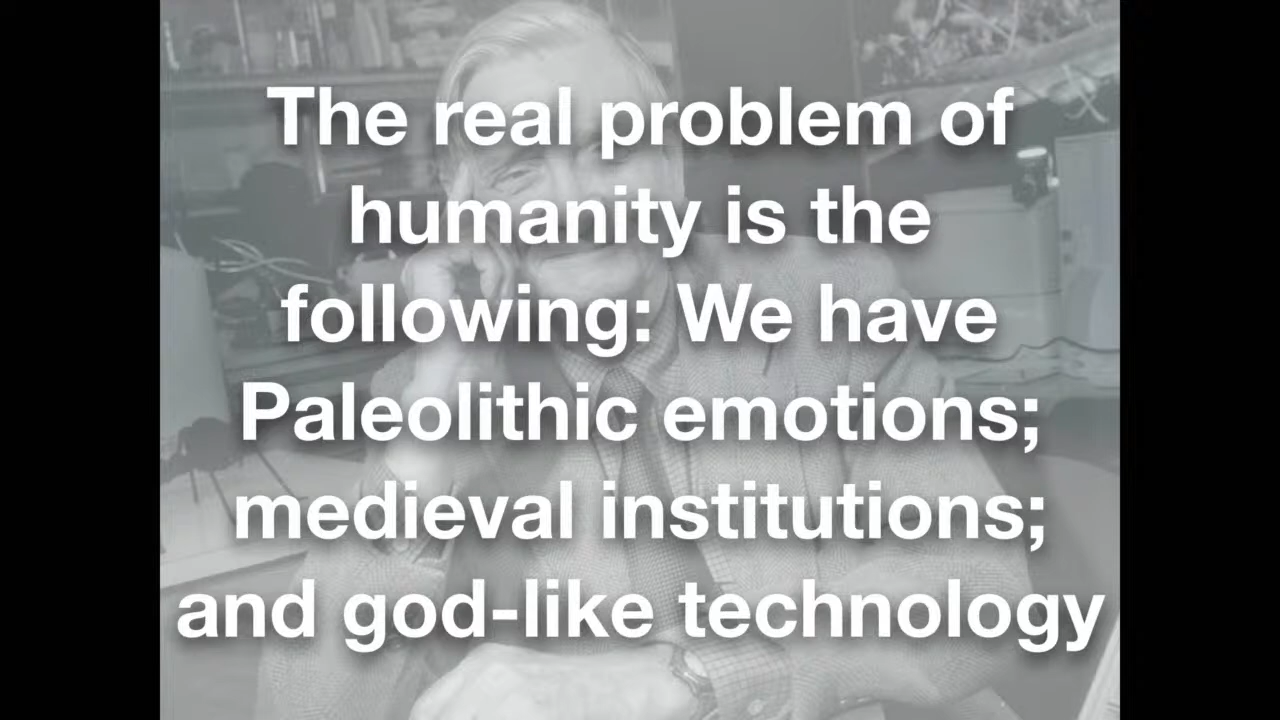 The real problem of
humanity is the
following: We have
Paleolithic emotions;
medieval institutions;
and god-like technology